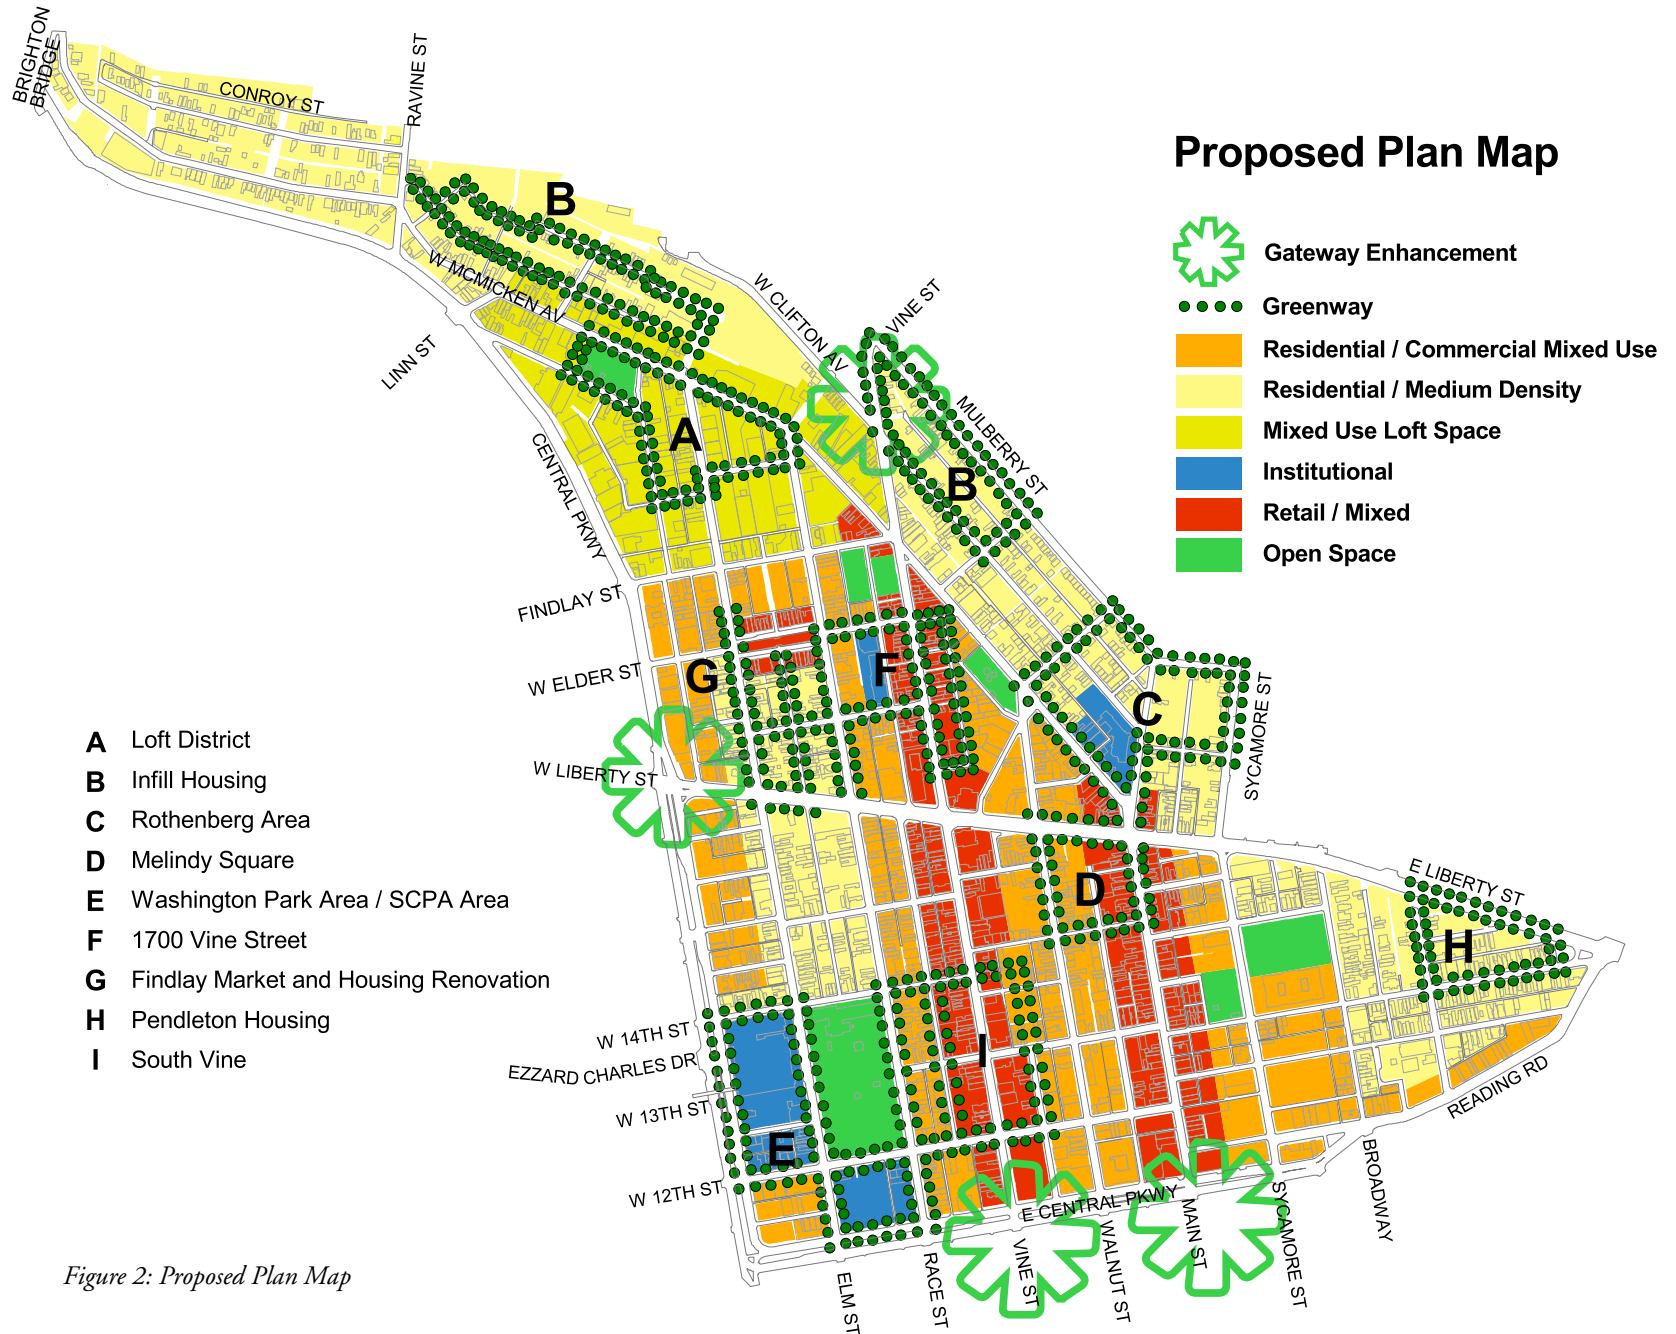 BRIGHTON
BRIDGE
CONROY ST
RAVINE ST
B
W MCMICKEN AV
LINN ST
W CLIFTON AV
VINE ST
MULBERRY ST
CENTRAL PKWY
A
B
Proposed Plan Map
Gateway Enhancement
Greenway
Residential / Commercial Mixed Use
Residential / Medium Density
Mixed Use Loft Space
Institutional
Retail / Mixed
Open Space
FINDLAY ST
W ELDER ST
G
F
C
SYCAMORE ST
W LIBERTY ST
A Loft District
B Infill Housing
C Rothenberg Area
D Melindy Square
E Washington Park Area / SCPA Area
F 1700 Vine Street
G Findlay Market and Housing Renovation
H Pendleton Housing
I South Vine
D
E LIBERTY ST
H
W 14TH ST
EZZARD CHARLES DR
W 13TH ST
I
E
READING RD
W 12TH ST
E CENTRAL PKWY
BROADWAY
ELM ST
RACE ST
VINE ST
WALNUT ST
MAIN ST
SYCAMORE ST
Figure 2: Proposed Plan Map